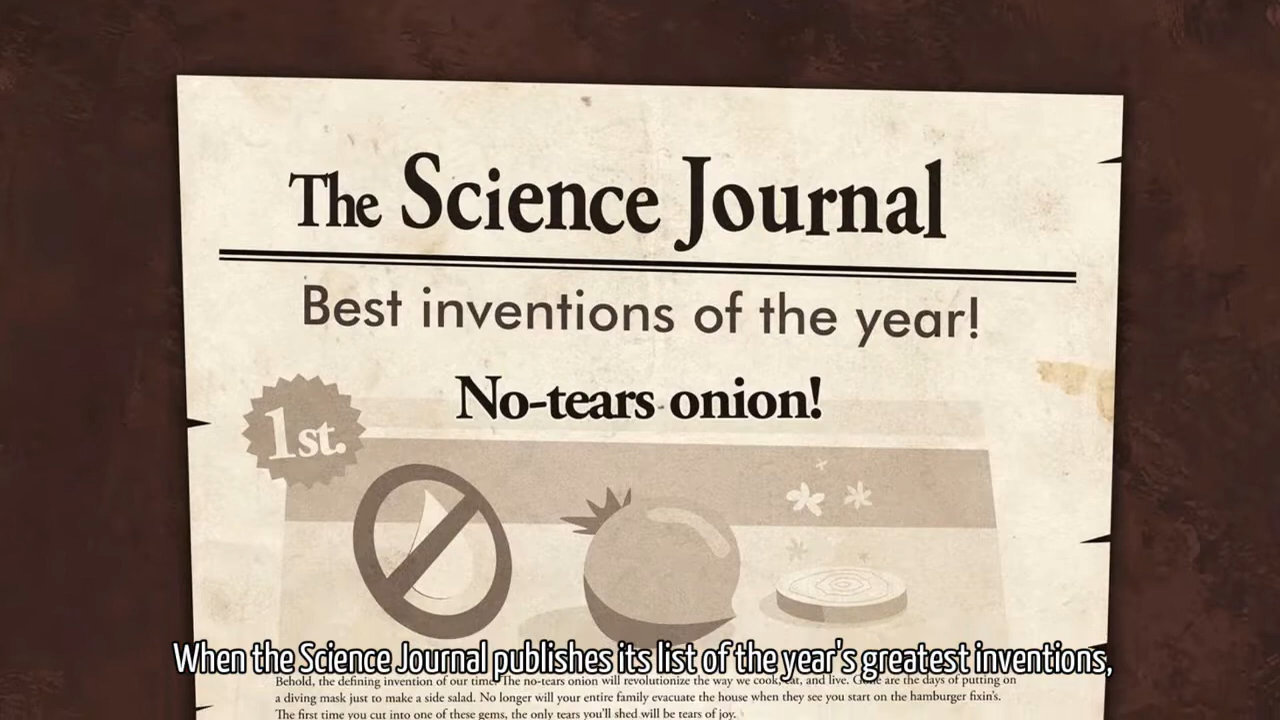 The Science Journal
Best inventions of the year!
No-tears onion!
1st.
When the Science Journal publishes its list of the year's greatest inventions,
Behold, the defining invention of our time. The no-tears onion will revolutionize the way we cook, eat, and live. Gone are the days of putting on
a diving mask just to make a side salad. No longer will your entire family evacuate the house when they see you start on the hamburger fixin's.
The first time you cut into one of these gems, the only tears you'll shed will be tears of joy.